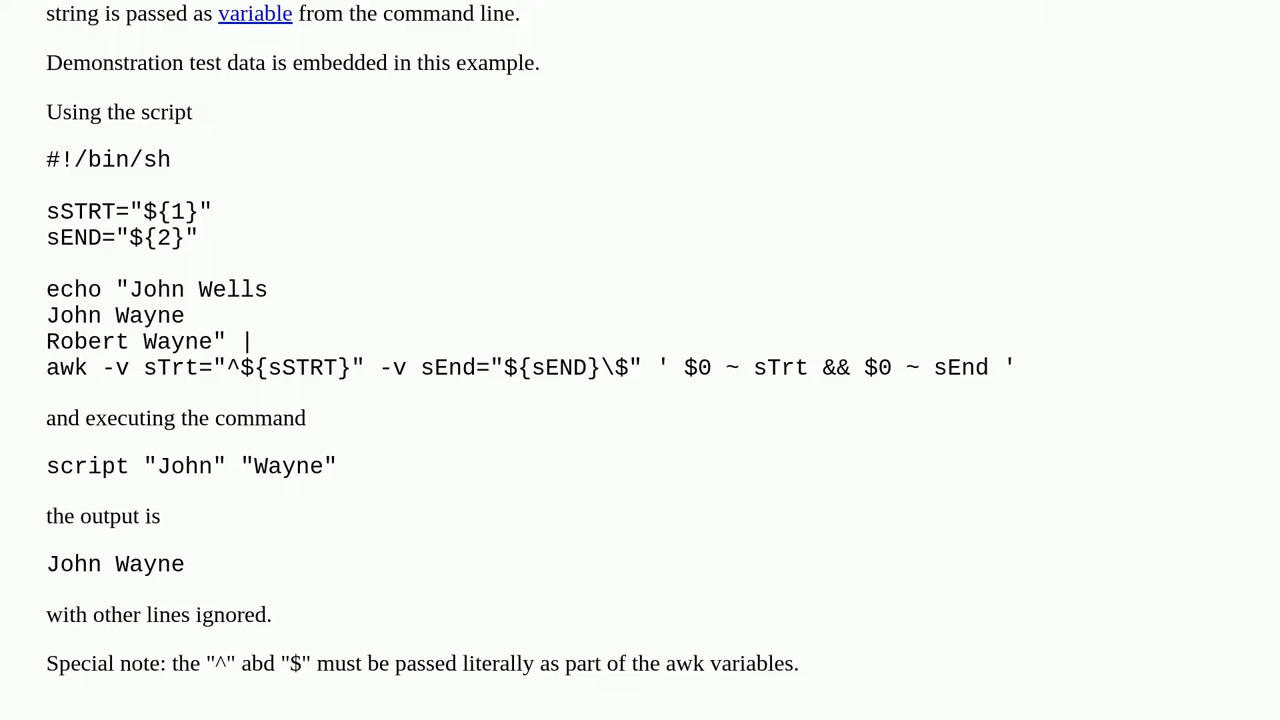 string is passed as variable from the command line.
Demonstration test data is embedded in this example.
Using the script
#!/bin/sh
sSTRT="${1}"
sEND="${2}"
echo "John Wells
John Wayne
Robert Wayne" |
awk -v sTrt="^${sSTRT}" -v sEnd="${sEND}\$" ' $0 ~ sTrt && $0 ~ sEnd '
and executing the command
script "John" "Wayne"
the output is
John Wayne
with other lines ignored.
Special note: the "^" abd "$" must be passed literally as part of the awk variables.